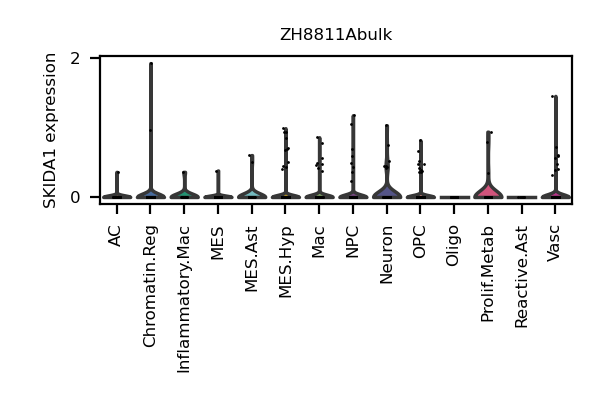 ZH8811Abulk
SKIDA1 expression
2
0
AC
Chromatin.Reg
Inflammatory.Mac
MES
MES.Ast
MES.Hyp
Mac
NPC
Neuron
OPC
Oligo
Prolif.Metab
Reactive.Ast
Vasc